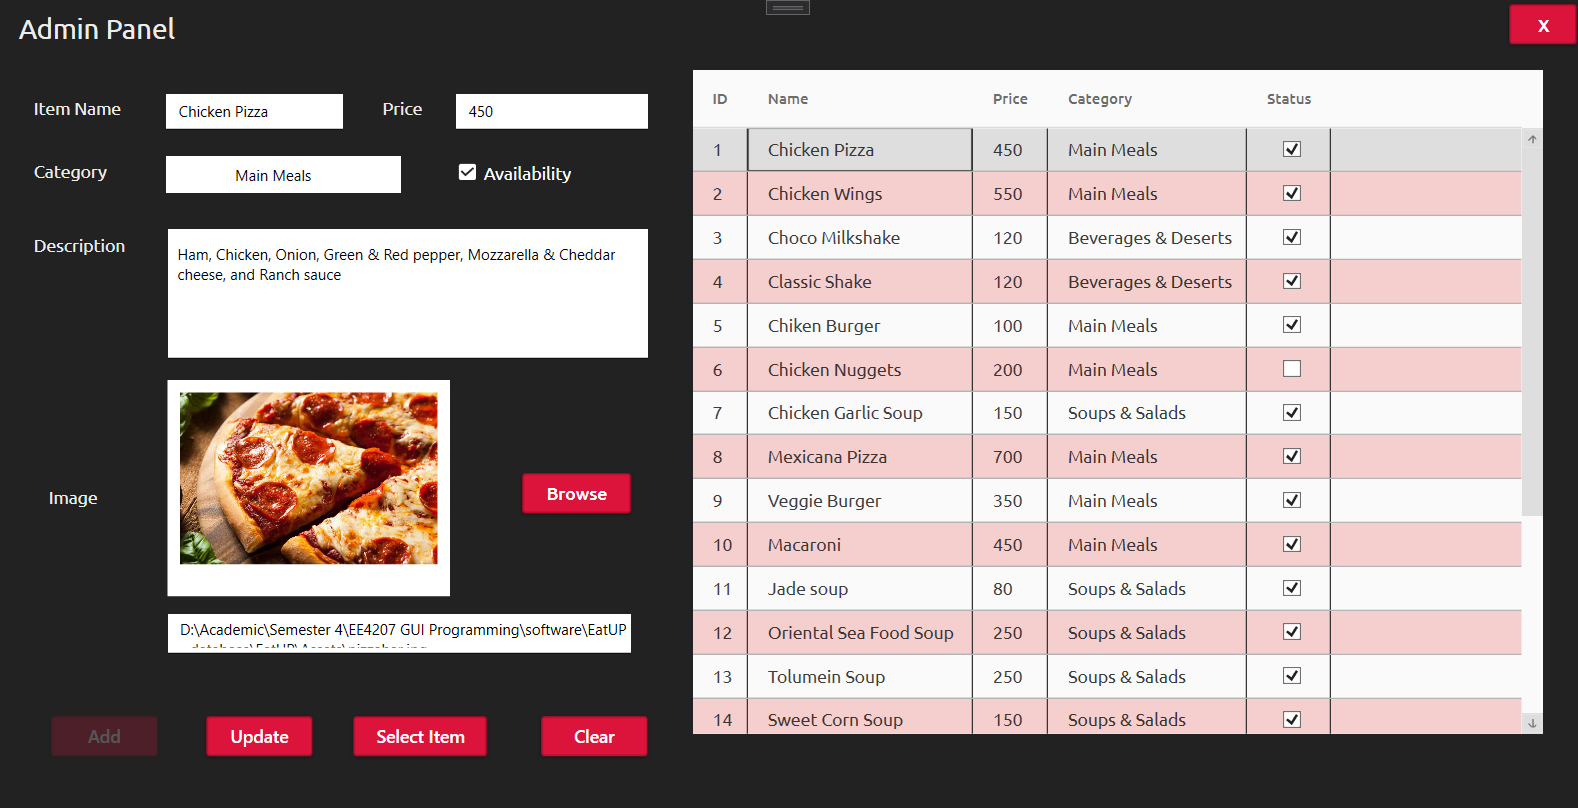 Admin Panel
X
Item Name
Chicken Pizza
Price
450
Category
Main Meals
Availability
Description
Ham, Chicken, Onion, Green & Red pepper, Mozzarella & Cheddar
cheese, and Ranch sauce
Image
Browse
D:\Academic\Semester 4\EE4207 GUI Programming\software\EatUP
Add
Update
Select Item
Clear
ID Name Price Category Status
1 Chicken Pizza 450 Main Meals
2 Chicken Wings 550 Main Meals
3 Choco Milkshake 120 Beverages & Deserts
4 Classic Shake 120 Beverages & Deserts
5 Chiken Burger 100 Main Meals
6 Chicken Nuggets 200 Main Meals
7 Chicken Garlic Soup 150 Soups & Salads
8 Mexicana Pizza 700 Main Meals
9 Veggie Burger 350 Main Meals
10 Macaroni 450 Main Meals
11 Jade soup 80 Soups & Salads
12 Oriental Sea Food Soup 250 Soups & Salads
13 Tolumein Soup 250 Soups & Salads
14 Sweet Corn Soup 150 Soups & Salads